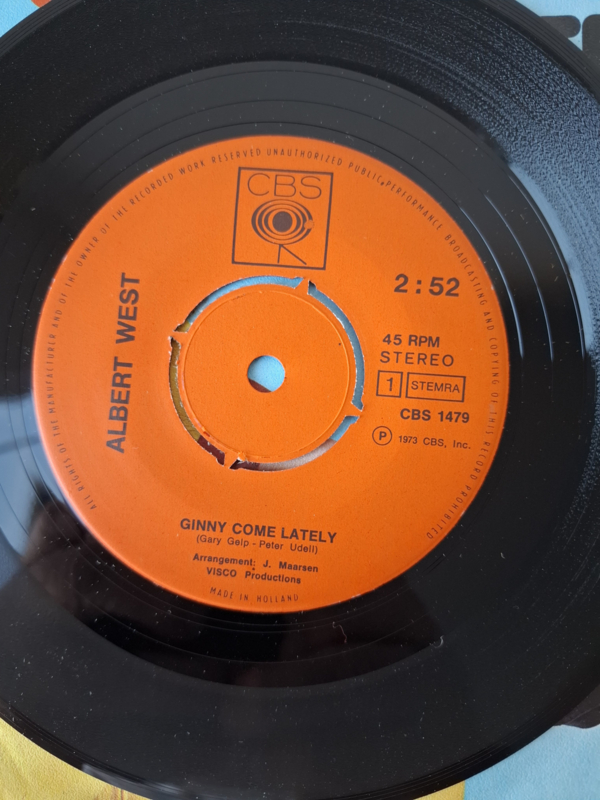 ALL RIGHTS OF THE MANUFACTURER AND OF THE OWNER OF THE RECORDED WORK RESERVED UNAUTHORIZED PUBLIC PERFORMANCE BROADCASTING AND COPYING OF THIS RECORD PROHIBITED
CBS
ALBERT WEST
2:52
45 RPM
STEREO
1 STEMRA
CBS 1479
Ⓟ 1973 CBS, Inc.
GINNY COME LATELY
(Gary Gelp - Peter Udell)
Arrangement: J. Maarsen
VISCO Productions
MADE IN HOLLAND